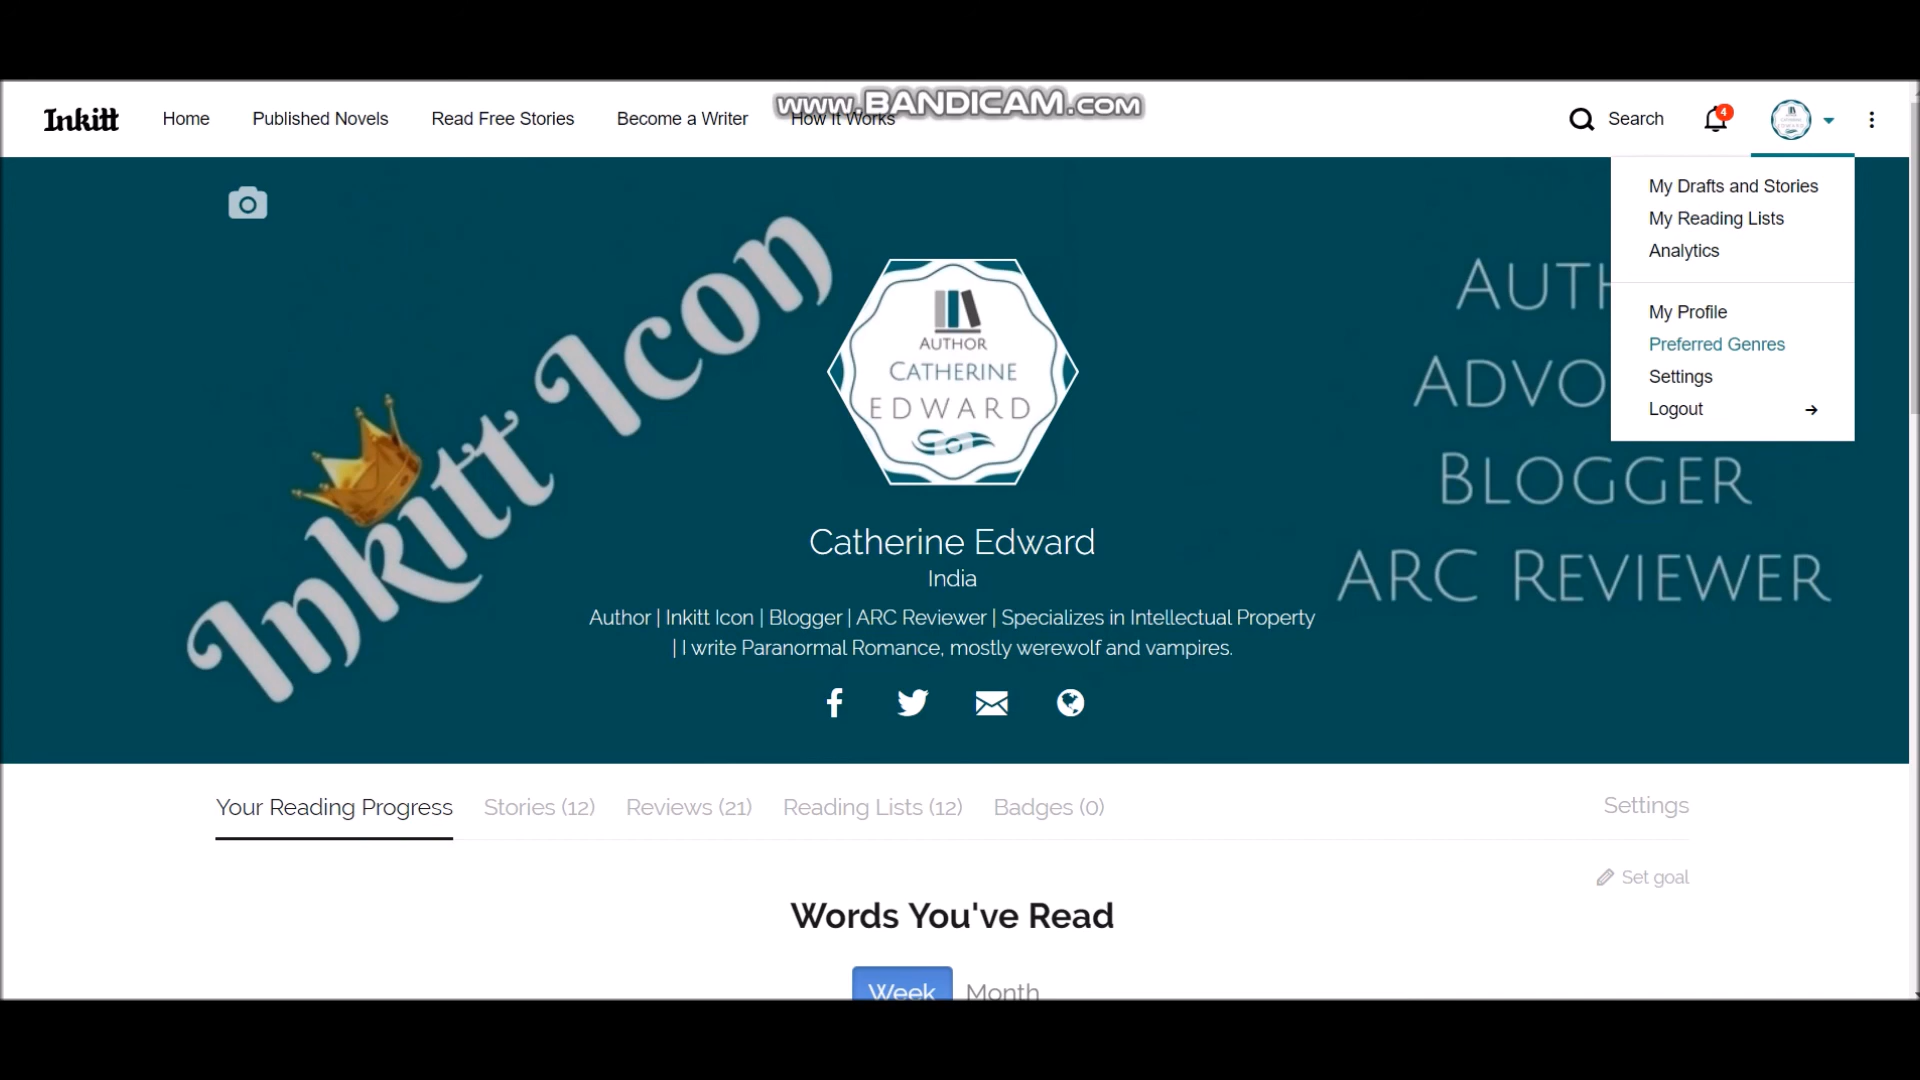 www.BANDICAM.com
Inkitt
Home
Published Novels
Read Free Stories
Become a Writer
How It Works
Search
4
My Drafts and Stories
My Reading Lists
Analytics
My Profile
Preferred Genres
Settings
Logout
Inkitt Icon
AUTHOR
CATHERINE
EDWARD
AUTH
ADVO
BLOGGER
ARC REVIEWER
Catherine Edward
India
Author | Inkitt Icon | Blogger | ARC Reviewer | Specializes in Intellectual Property
| I write Paranormal Romance, mostly werewolf and vampires.
Your Reading Progress
Stories (12)
Reviews (21)
Reading Lists (12)
Badges (0)
Settings
Set goal
Words You've Read
Week
Month